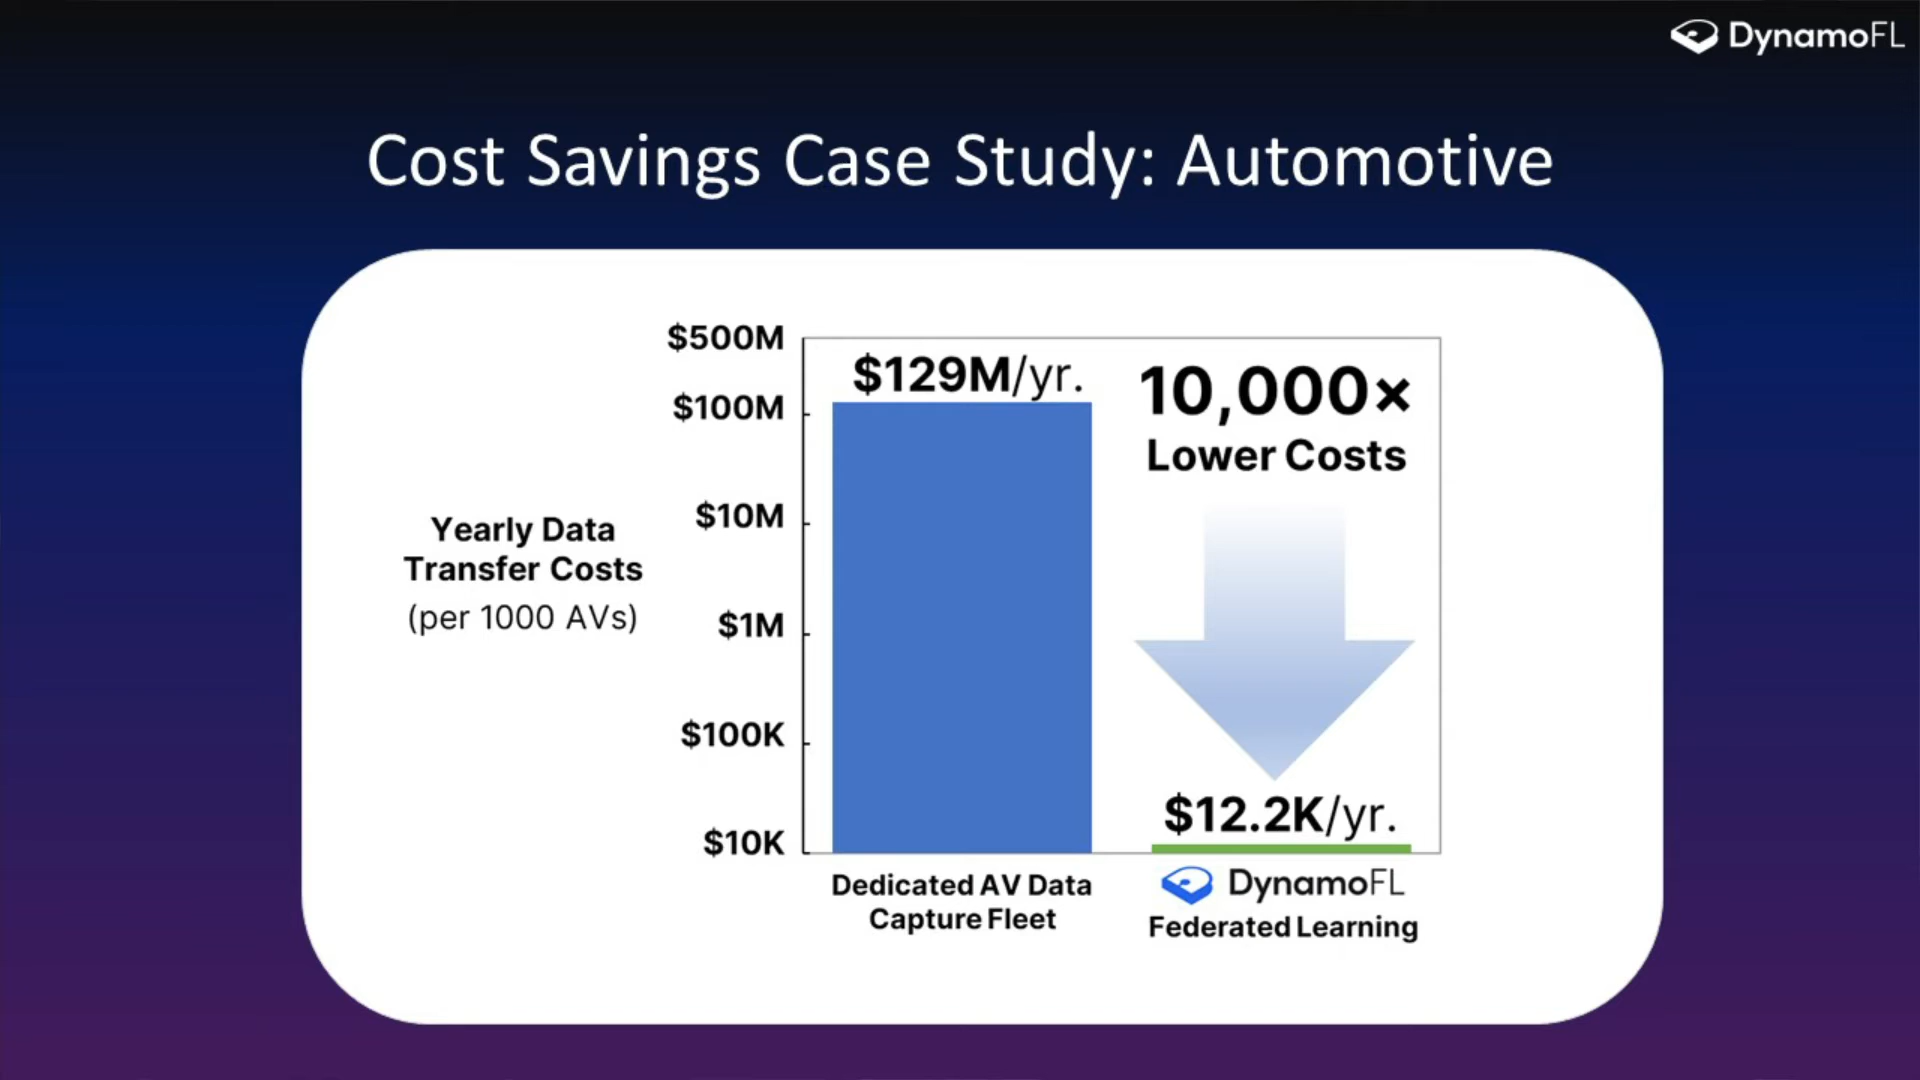 DynamoFL
Cost Savings Case Study: Automotive
$500M
$129M/yr.
10,000×
$100M
Lower Costs
$10M
Yearly Data
Transfer Costs
(per 1000 AVs)
$1M
$100K
$12.2K/yr.
$10K
Dedicated AV Data
Capture Fleet
DynamoFL
Federated Learning